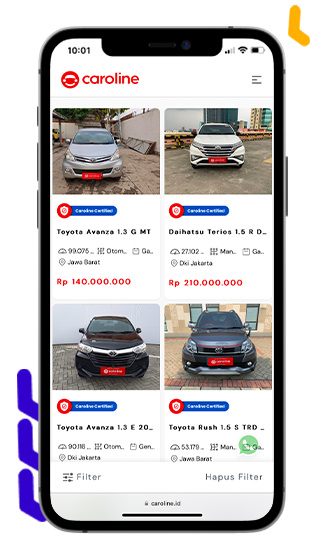 10:01
caroline
Caroline Certified
Caroline Certified
Toyota Avanza 1.3 G MT
Daihatsu Terios 1.5 R D...
99.075 ... Otom... Ga...
27.102 ... Man... Ga...
Jawa Barat
Dki Jakarta
Rp 140.000.000
Rp 210.000.000
Caroline Certified
Caroline Certified
Toyota Avanza 1.3 E 20...
Toyota Rush 1.5 S TRD ...
90.116 ... Otom... Gen...
53.179 ... Man... Ga...
Dki Jakarta
Jawa Barat
Filter
Hapus Filter
caroline.id